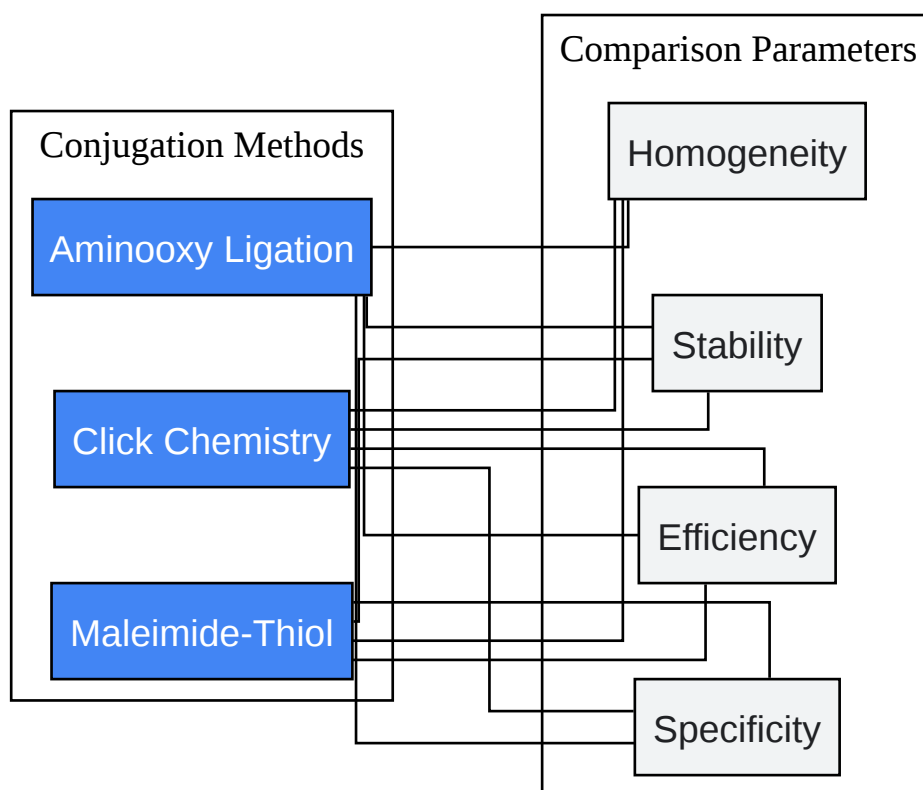 Comparison Parameters
Conjugation Methods
Homogeneity
Aminooxy Ligation
Stability
Click Chemistry
Efficiency
Maleimide-Thiol
Specificity